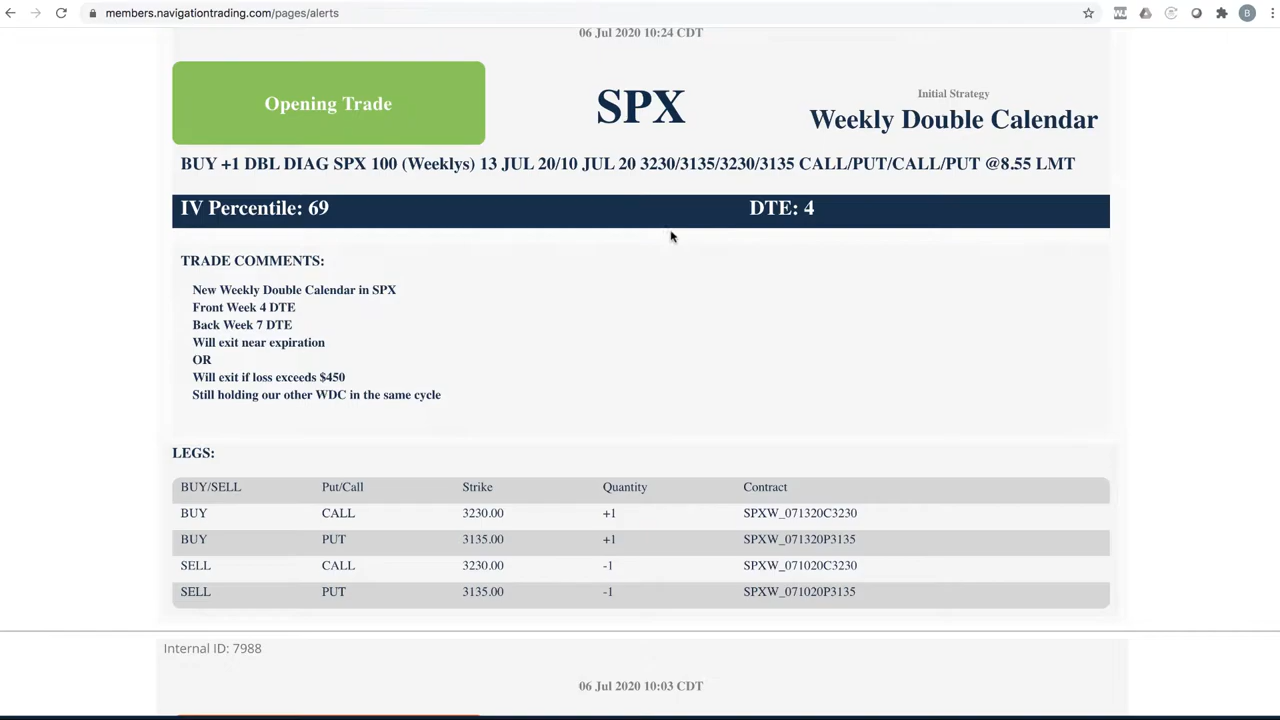 members.navigationtrading.com/pages/alerts
B
06 Jul 2020 10:24 CDT
Opening Trade
SPX
Initial Strategy
Weekly Double Calendar
BUY +1 DBL DIAG SPX 100 (Weeklys) 13 JUL 20/10 JUL 20 3230/3135/3230/3135 CALL/PUT/CALL/PUT @8.55 LMT
IV Percentile: 69 DTE: 4
TRADE COMMENTS:
New Weekly Double Calendar in SPX
Front Week 4 DTE
Back Week 7 DTE
Will exit near expiration
OR
Will exit if loss exceeds $450
Still holding our other WDC in the same cycle
LEGS:
BUY/SELL Put/Call Strike Quantity Contract
BUY CALL 3230.00 +1 SPXW_071320C3230
BUY PUT 3135.00 +1 SPXW_071320P3135
SELL CALL 3230.00 -1 SPXW_071020C3230
SELL PUT 3135.00 -1 SPXW_071020P3135
Internal ID: 7988
06 Jul 2020 10:03 CDT